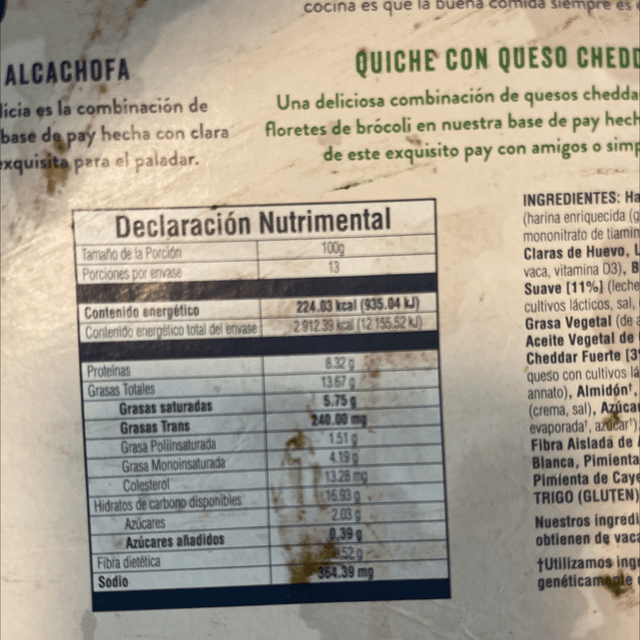 cocina es que la buena comida siempre es
ALCACHOFA
licia es la combinación de
base de pay hecha con clara
exquisita para el paladar.
QUICHE CON QUESO CHEDD
Una deliciosa combinación de quesos chedda
floretes de brócoli en nuestra base de pay hech
de este exquisito pay con amigos o simp
Declaración Nutrimental
Tamaño de la Porción 100g
Porciones por envase 13
Contenido energético 224.03 kcal (935.04 kJ)
Contenido energético total del envase 2 912.39 kcal (12 155.52 kJ)
Proteínas 8.32 g
Grasas Totales 13.67 g
Grasas saturadas 5.75 g
Grasas Trans 240.00 mg
Grasa Poliinsaturada 1.51 g
Grasa Monoinsaturada 4.19 g
Colesterol 13.28 mg
Hidratos de carbono disponibles 16.93 g
Azúcares 2.03 g
Azúcares añadidos 0.39 g
Fibra dietética .52 g
Sodio 364.39 mg
INGREDIENTES: Ha
(harina enriquecida (g
mononitrato de tiamin
Claras de Huevo, L
vaca, vitamina D3),
Suave [11%] (leche
cultivos lácticos, sal,
Grasa Vegetal (de
Aceite Vegetal de
Cheddar Fuerte [3
queso con cultivos lá
annato), Almidón†,
(crema, sal), Azúca
evaporada†, azúcar†)
Fibra Aislada de
Blanca, Pimienta
Pimienta de Caye
TRIGO (GLUTEN)
Nuestros ingredi
obtienen de vaca
†Utilizamos ingr
genéticamente